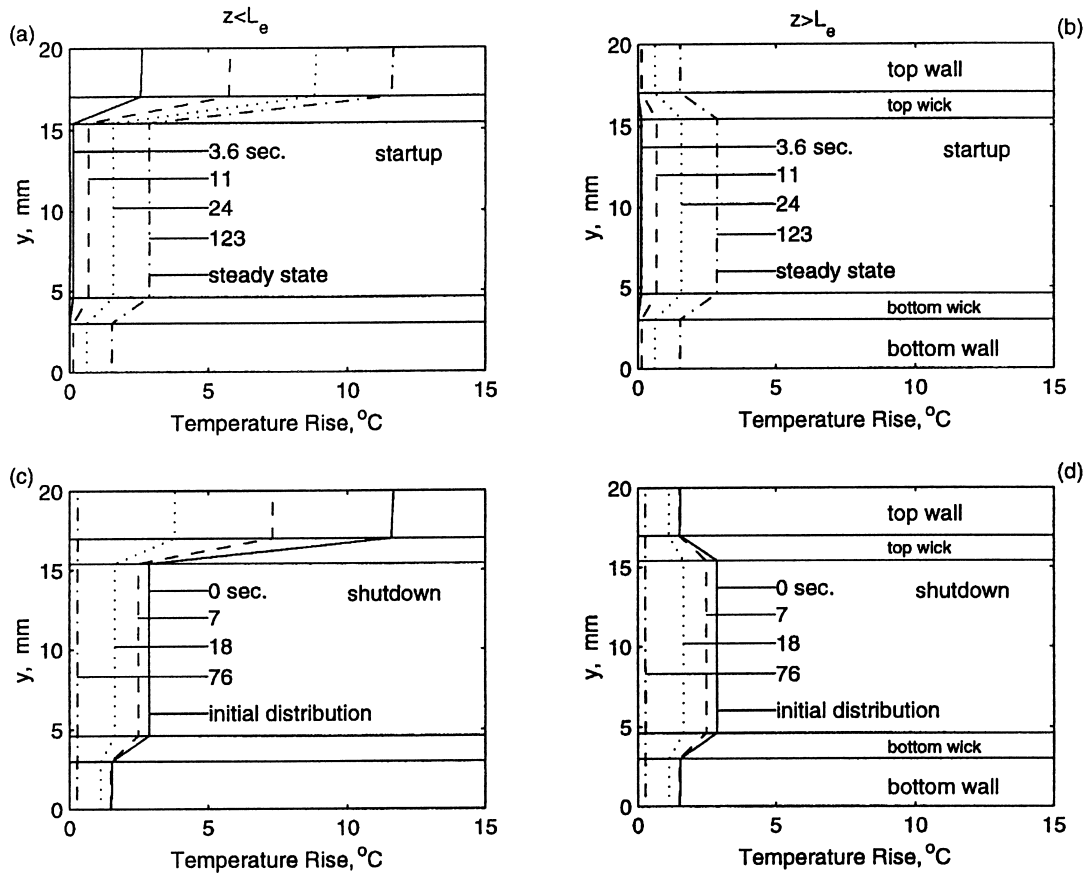 z<Lₑ
(a)
20
15
10
5
0
y, mm
3.6 sec.
startup
11
24
123
steady state
0 5 10 15
Temperature Rise, °C
z>Lₑ
(b)
20
15
10
5
0
y, mm
top wall
top wick
3.6 sec.
startup
11
24
123
steady state
bottom wick
bottom wall
0 5 10 15
Temperature Rise, °C
(c)
20
15
10
5
0
y, mm
0 sec.
shutdown
7
18
76
initial distribution
0 5 10 15
Temperature Rise, °C
(d)
20
15
10
5
0
y, mm
top wall
top wick
0 sec.
shutdown
7
18
76
initial distribution
bottom wick
bottom wall
0 5 10 15
Temperature Rise, °C